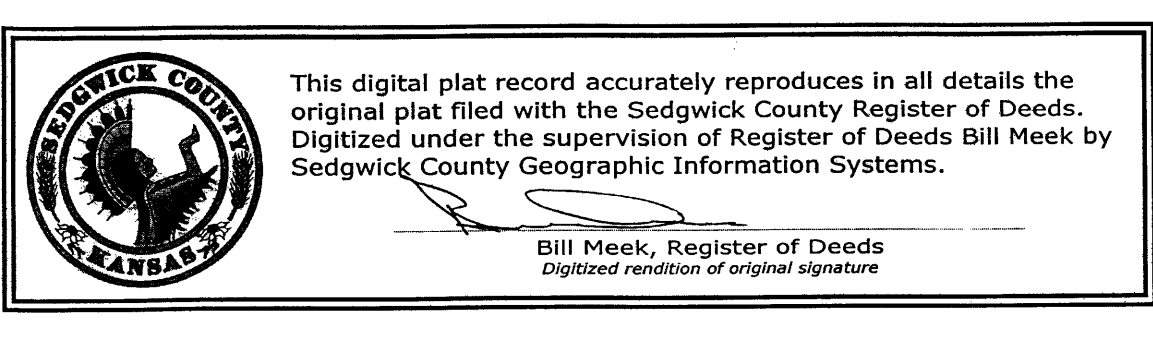 SEDGWICK COUNTY
KANSAS
This digital plat record accurately reproduces in all details the
original plat filed with the Sedgwick County Register of Deeds.
Digitized under the supervision of Register of Deeds Bill Meek by
Sedgwick County Geographic Information Systems.
Bill Meek, Register of Deeds
Digitized rendition of original signature